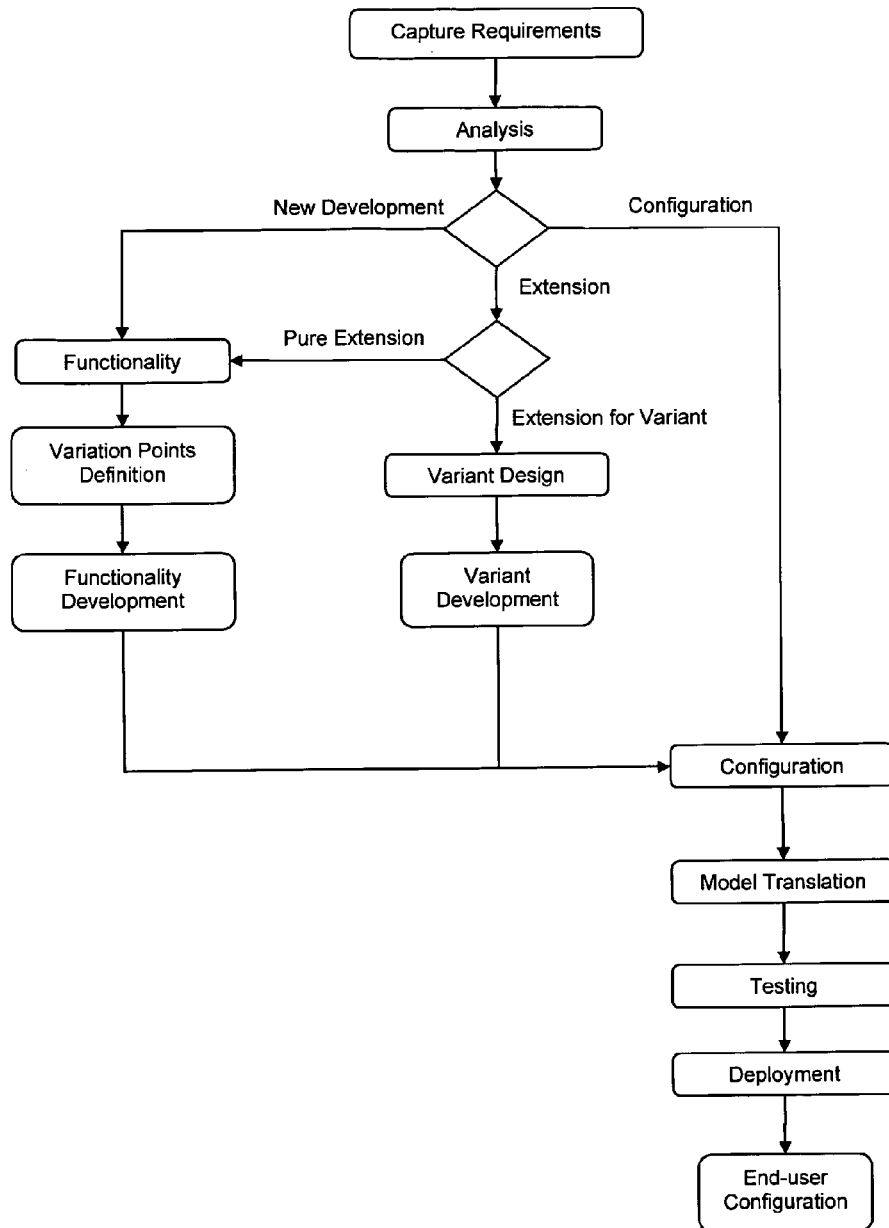 Capture Requirements
Analysis
New Development
Configuration
Extension
Pure Extension
Functionality
Extension for Variant
Variation Points
Definition
Variant Design
Functionality
Development
Variant
Development
Configuration
Model Translation
Testing
Deployment
End-user
Configuration